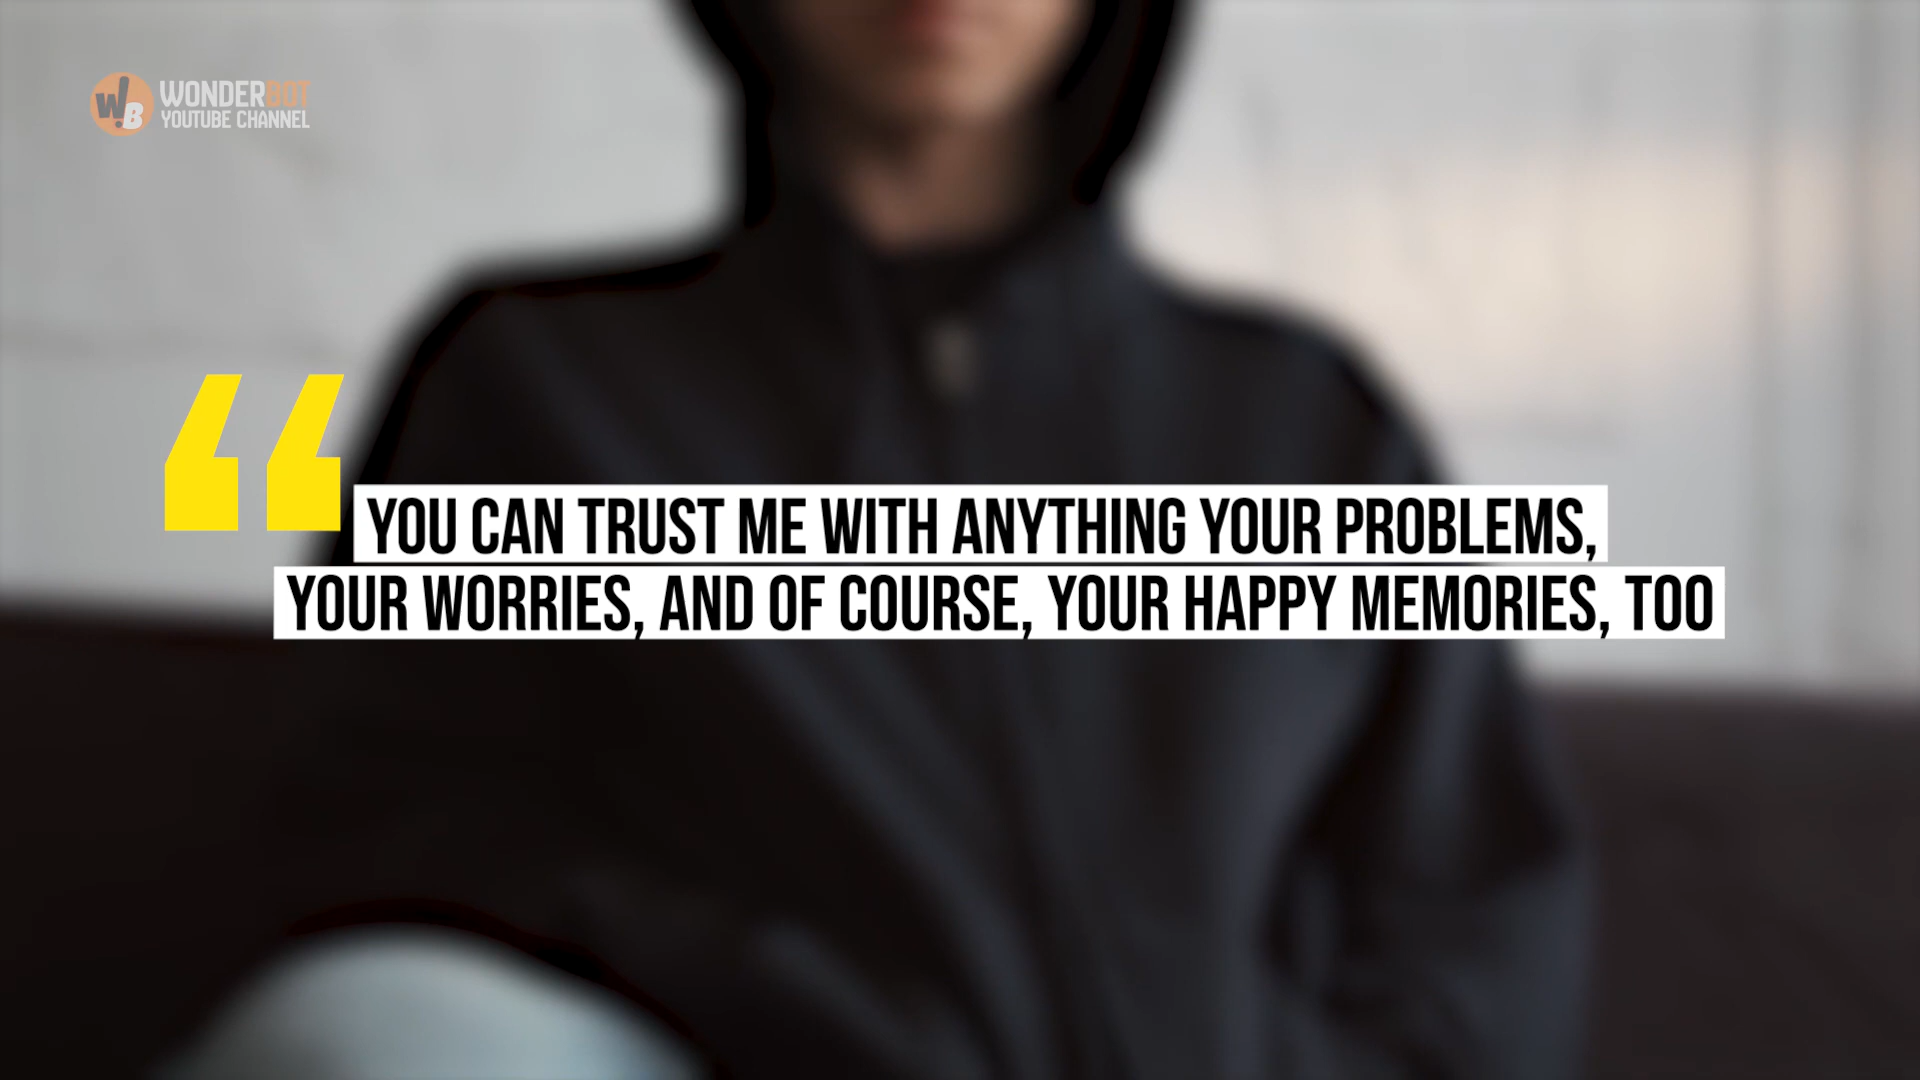 WONDERBOT
YOUTUBE CHANNEL
“YOU CAN TRUST ME WITH ANYTHING YOUR PROBLEMS,
YOUR WORRIES, AND OF COURSE, YOUR HAPPY MEMORIES, TOO